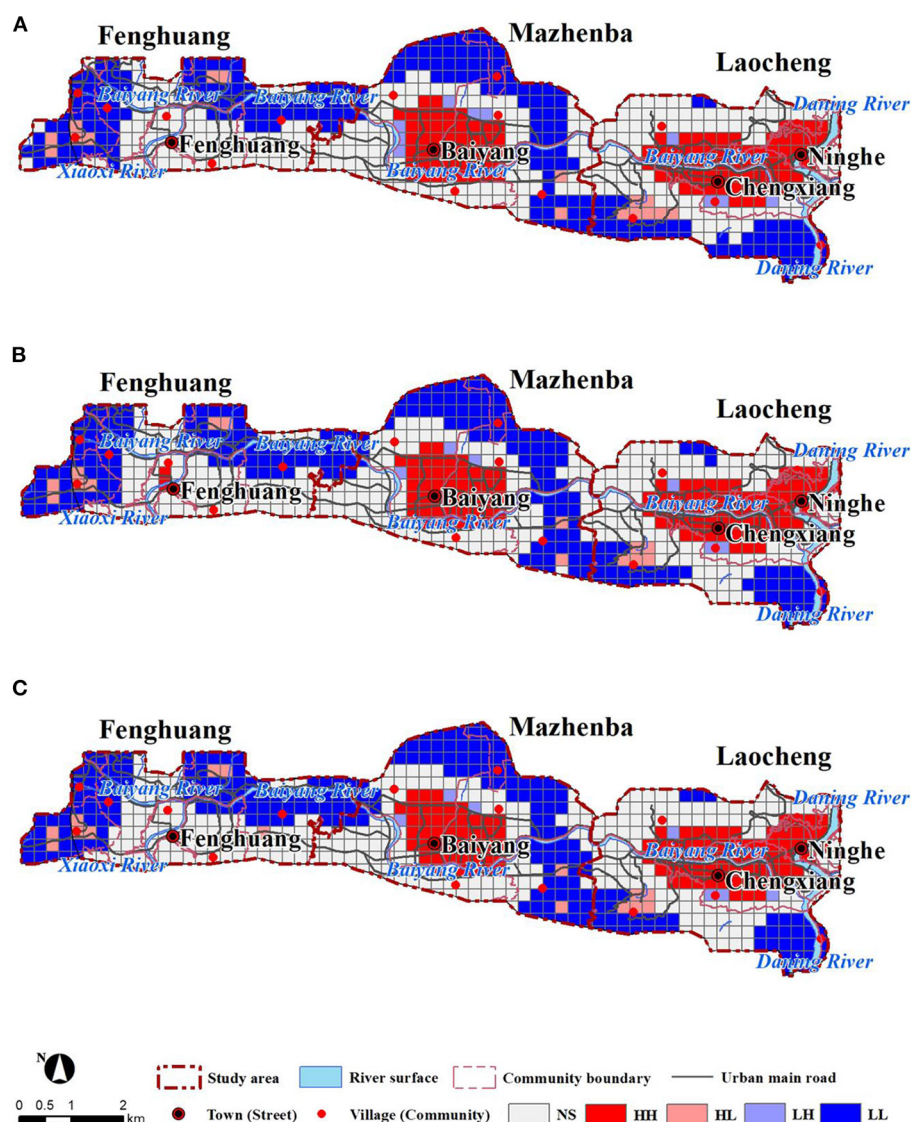 A
Fenghuang
Mazhenba
Laocheng
Baiyang River
Baiyang River
Daning River
Fenghuang
Baiyang
Baiyang River
Ninghe
Xiaoxi River
Baiyang River
Chengxiang
Daning River
B
Fenghuang
Mazhenba
Laocheng
Baiyang River
Baiyang River
Daning River
Fenghuang
Baiyang
Baiyang River
Ninghe
Xiaoxi River
Baiyang River
Chengxiang
Daning River
C
Fenghuang
Mazhenba
Laocheng
Baiyang River
Baiyang River
Daning River
Fenghuang
Baiyang
Baiyang River
Ninghe
Xiaoxi River
Baiyang River
Chengxiang
Daning River
N
Study area River surface Community boundary Urban main road
0 0.5 1 2
km
Town (Street) Village (Community) NS HH HL LH LL